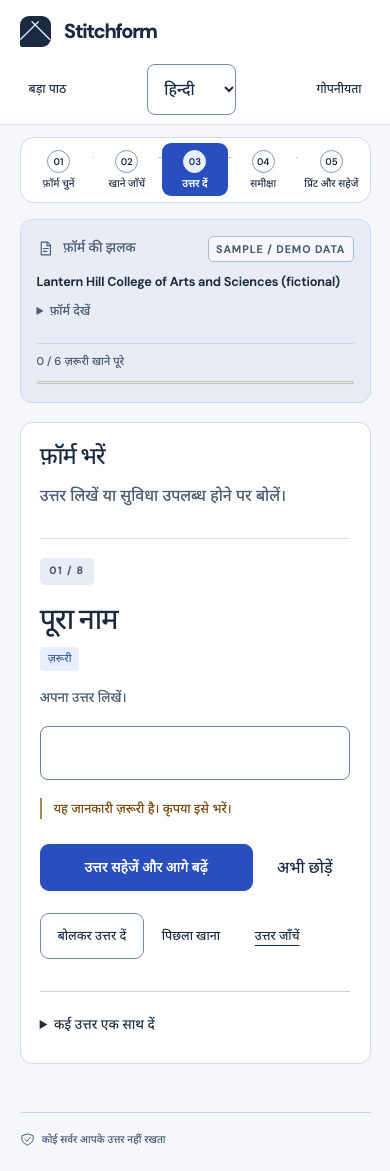 Stitchform
बड़ा पाठ
हिन्दी
गोपनीयता
01 02 03 04 05
फ़ॉर्म चुनें खाने जाँचें उत्तर दें समीक्षा प्रिंट और सहेजें
फ़ॉर्म की झलक
SAMPLE / DEMO DATA
Lantern Hill College of Arts and Sciences (fictional)
फ़ॉर्म देखें
0 / 6 ज़रूरी खाने पूरे
फ़ॉर्म भरें
उत्तर लिखें या सुविधा उपलब्ध होने पर बोलें।
01 / 8
पूरा नाम
ज़रूरी
अपना उत्तर लिखें।
यह जानकारी ज़रूरी है। कृपया इसे भरें।
उत्तर सहेजें और आगे बढ़ें
अभी छोड़ें
बोलकर उत्तर दें
पिछला खाना
उत्तर जाँचें
कई उत्तर एक साथ दें
कोई सर्वर आपके उत्तर नहीं रखता